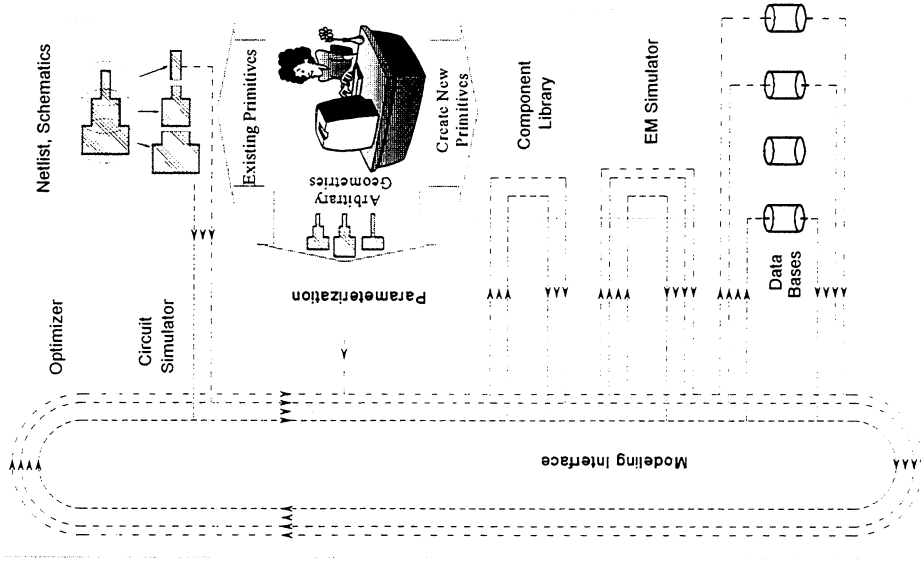 Netlist, Schematics
Optimizer
Circuit
Simulator
Existing Primitives
Create New
Primitives
Arbitrary
Geometries
Parameterization
Component
Library
EM Simulator
Data
Bases
Modeling Interface